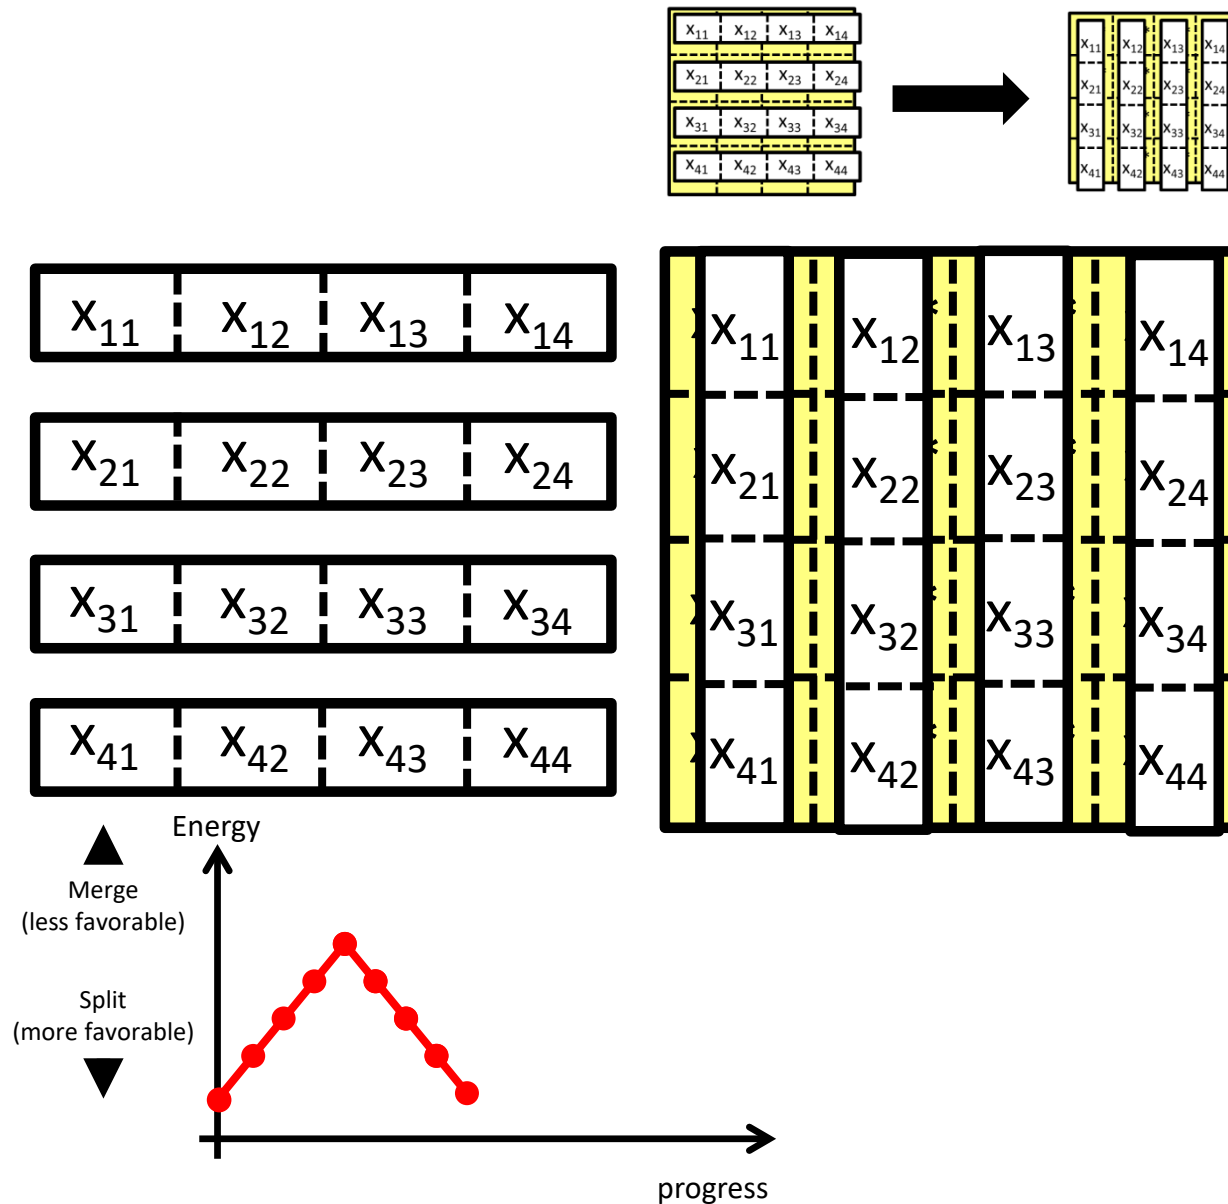 x11 x12 x13 x14
x21 x22 x23 x24
x31 x32 x33 x34
x41 x42 x43 x44
x11 x12 x13 x14
x21 x22 x23 x24
x31 x32 x33 x34
x41 x42 x43 x44
x11 x12 x13 x14
x21 x22 x23 x24
x31 x32 x33 x34
x41 x42 x43 x44
x11 x12 x13 x14
x21 x22 x23 x24
x31 x32 x33 x34
x41 x42 x43 x44
Energy
Merge
(less favorable)
Split
(more favorable)
progress